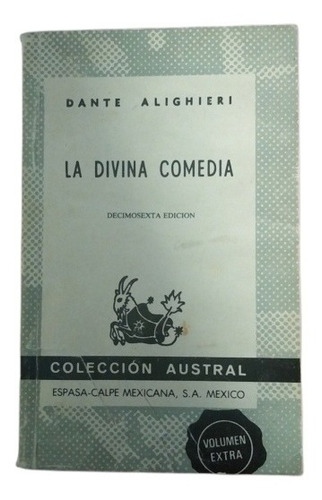 DANTE ALIGHIERI
LA DIVINA COMEDIA
DECIMOSEXTA EDICION
COLECCIÓN AUSTRAL
ESPASA-CALPE MEXICANA, S.A. MEXICO
VOLUMEN
EXTRA